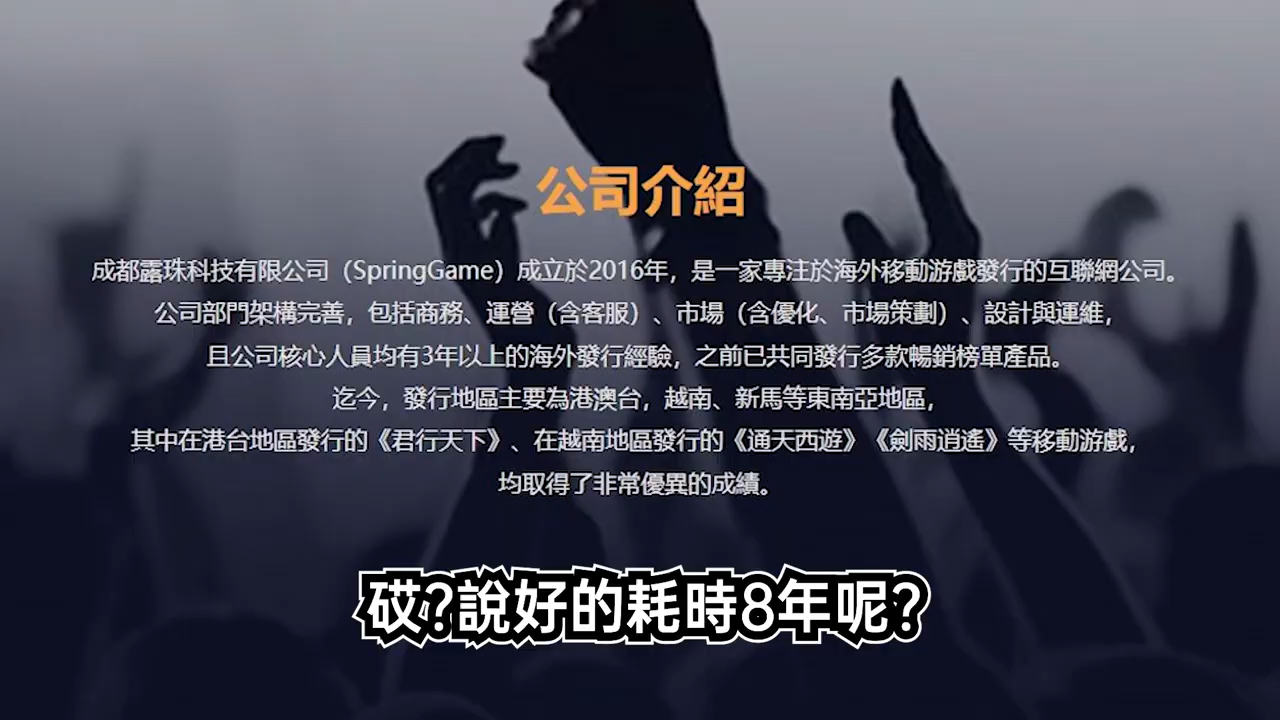 公司介紹
成都露珠科技有限公司（SpringGame）成立於2016年，是一家專注於海外移動游戲發行的互聯網公司。
公司部門架構完善，包括商務、運營（含客服）、市場（含優化、市場策劃）、設計與運維，
且公司核心人員均有3年以上的海外發行經驗，之前已共同發行多款暢銷榜單產品。
迄今，發行地區主要為港澳台，越南、新馬等東南亞地區，
其中在港台地區發行的《君行天下》、在越南地區發行的《通天西遊》《劍雨逍遙》等移動游戲，
均取得了非常優異的成績。
砹?說好的耗時8年呢?